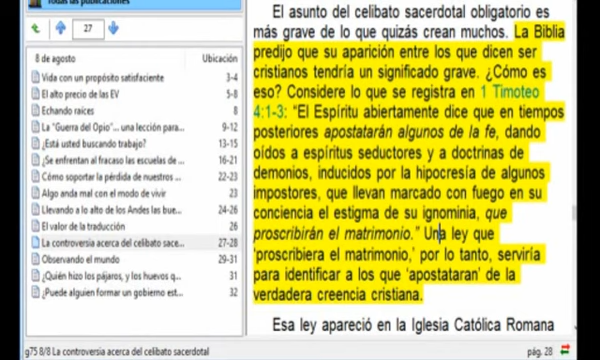 Todas las publicaciones
27
8 de agosto Ubicación
Vida con un propósito satisfaciente 3-4
El alto precio de las EV 5-8
Echando raíces 8
La "Guerra del Opio"... una lección para... 9-12
¿Está usted buscando trabajo? 13-15
¿Se enfrentan al fracaso las escuelas de ... 16-21
Cómo soportar la pérdida de nuestros ... 22-23
Algo anda mal con el modo de vivir 23
Llevando a lo alto de los Andes las bue... 24-26
El valor de la traducción 26
La controversia acerca del celibato sace... 27-28
Observando el mundo 29-31
¿Quién hizo los pájaros, y los huevos q... 31
¿Puede alguien formar un gobierno est... 32
El asunto del celibato sacerdotal obligatorio es
más grave de lo que quizás crean muchos. La Biblia
predijo que su aparición entre los que dicen ser
cristianos tendría un significado grave. ¿Cómo es
eso? Considere lo que se registra en 1 Timoteo
4:1-3: "El Espíritu abiertamente dice que en tiempos
posteriores apostatarán algunos de la fe, dando
oídos a espíritus seductores y a doctrinas de
demonios, inducidos por la hipocresía de algunos
impostores, que llevan marcado con fuego en su
conciencia el estigma de su ignominia, que
proscribirán el matrimonio." Una ley que
'proscribiera el matrimonio,' por lo tanto, serviría
para identificar a los que 'apostataran' de la
verdadera creencia cristiana.
Esa ley apareció en la Iglesia Católica Romana
g75 8/8 La controversia acerca del celibato sacerdotal pág. 28